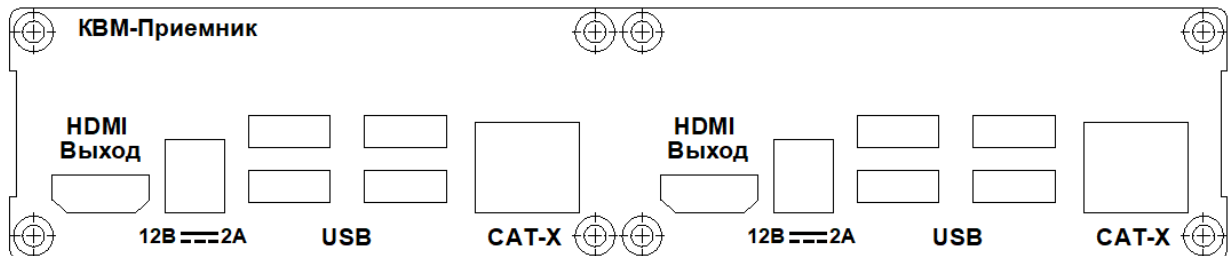 КВМ-Приемник
HDMI
Выход
12В 2А
USB
CAT-X
HDMI
Выход
12В 2А
USB
CAT-X